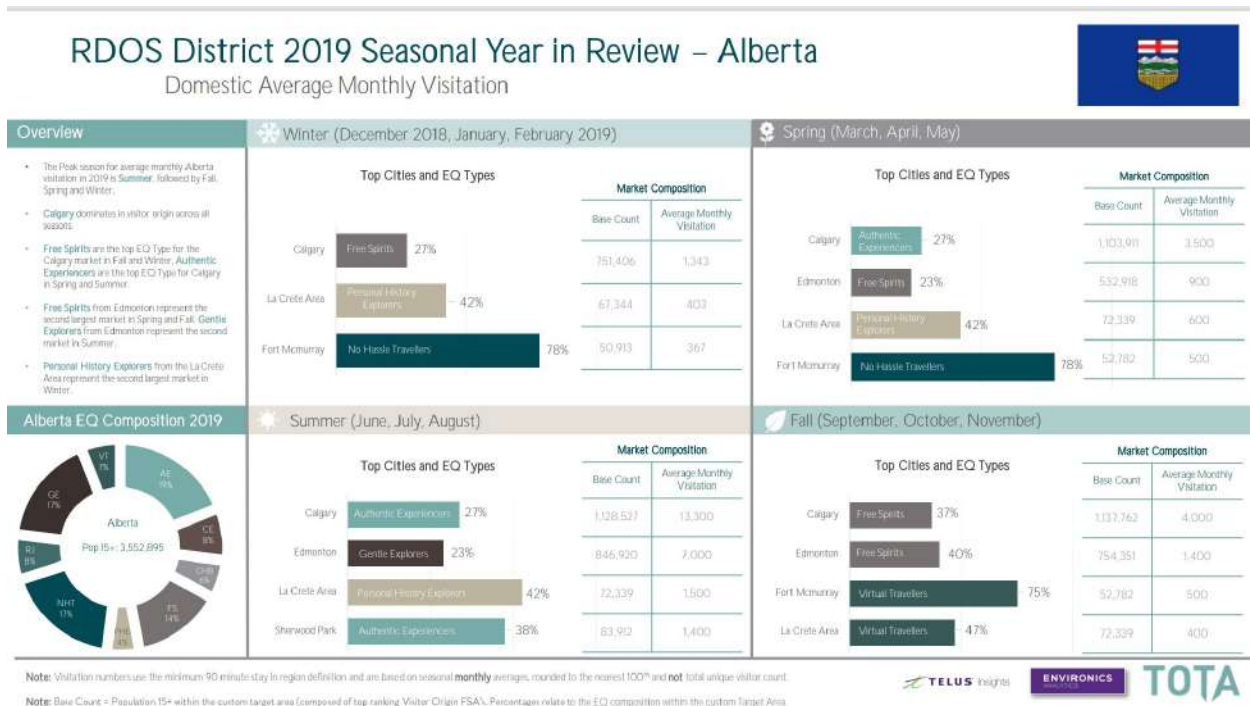 RDOS District 2019 Seasonal Year in Review – Alberta
Domestic Average Monthly Visitation
Overview
• The Peak season for average monthly Alberta
visitation in 2019 is Summer, followed by Fall,
Spring and Winter.
• Calgary dominates in visitor origin across all
seasons.
• Free Spirits are the top EQ Type for the
Calgary market in Fall and Winter, Authentic
Experiencers are the top EQ Type for Calgary
in Spring and Summer.
• Free Spirits from Edmonton represent the
second largest market in Spring and Fall. Gentle
Explorers from Edmonton represent the second
market in Summer.
• Personal History Explorers from the La Crete
Area represent the second largest market in
Winter.
Winter (December 2018, January, February 2019)
Top Cities and EQ Types
Market Composition
Base Count
Average Monthly
Visitation
Calgary Free Spirits 27% 751,406 1,343
La Crete Area Personal History
Explorers 42% 67,344 403
Fort Mcmurray No Hassle Travellers 78% 50,913 367
Spring (March, April, May)
Top Cities and EQ Types
Market Composition
Base Count
Average Monthly
Visitation
Calgary Authentic
Experiencers 27% 1,103,911 3,500
Edmonton Free Spirits 23% 532,918 900
La Crete Area Personal History
Explorers 42% 72,339 600
Fort Mcmurray No Hassle Travellers 78% 52,782 500
Alberta EQ Composition 2019
VT
7%
AE
19%
GE
17%
CE
8%
Alberta
Pop 15+: 3,552,895
RJ
8%
CHB
6%
NHT
17%
FS
14%
PHE
4%
Summer (June, July, August)
Top Cities and EQ Types
Market Composition
Base Count
Average Monthly
Visitation
Calgary Authentic Experiencers 27% 1,128,527 13,300
Edmonton Gentle Explorers 23% 846,920 7,000
La Crete Area Personal History Explorers 42% 72,339 1,500
Sherwood Park Authentic Experiencers 38% 83,912 1,400
Fall (September, October, November)
Top Cities and EQ Types
Market Composition
Base Count
Average Monthly
Visitation
Calgary Free Spirits 37% 1,137,762 4,000
Edmonton Free Spirits 40% 754,351 1,400
Fort Mcmurray Virtual Travellers 75% 52,782 500
La Crete Area Virtual Travellers 47% 72,339 400
Note: Visitation numbers use the minimum 90 minute stay in region definition and are based on seasonal monthly averages, rounded to the nearest 100th and not total unique visitor count.
Note: Base Count = Population 15+ within the custom target area (composed of top ranking Visitor Origin FSA's. Percentages relate to the EQ composition within the custom Target Area.
TELUS Insights
ENVIRONICS
ANALYTICS
TOTA